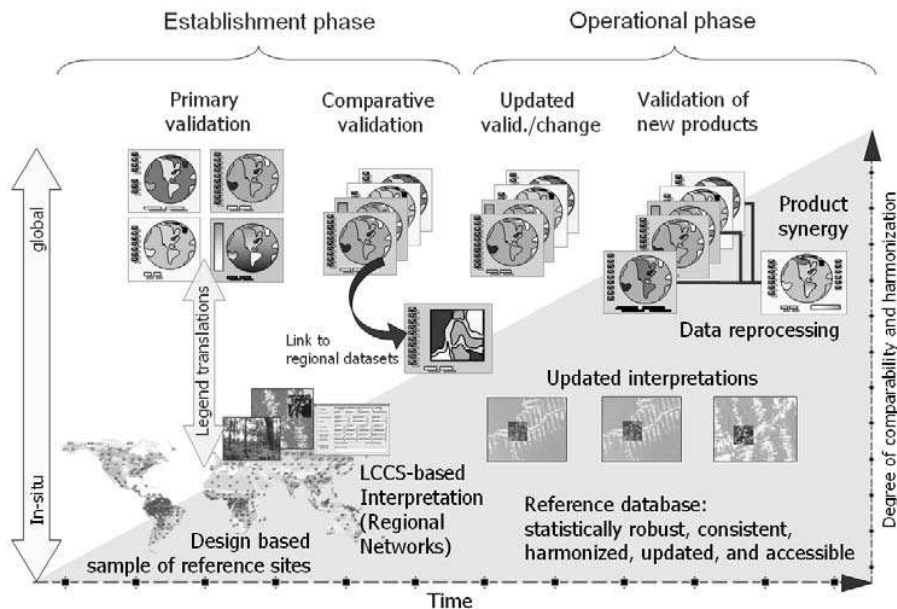 Establishment phase
Operational phase
Primary
validation
Comparative
validation
Updated
valid./change
Validation of
new products
global
In-situ
Legend translations
Link to
regional datasets
Product
synergy
Data reprocessing
Updated interpretations
LCCS-based
Interpretation
(Regional
Networks)
Design based
sample of reference sites
Reference database:
statistically robust, consistent,
harmonized, updated, and accessible
Degree of comparability and harmonization
Time